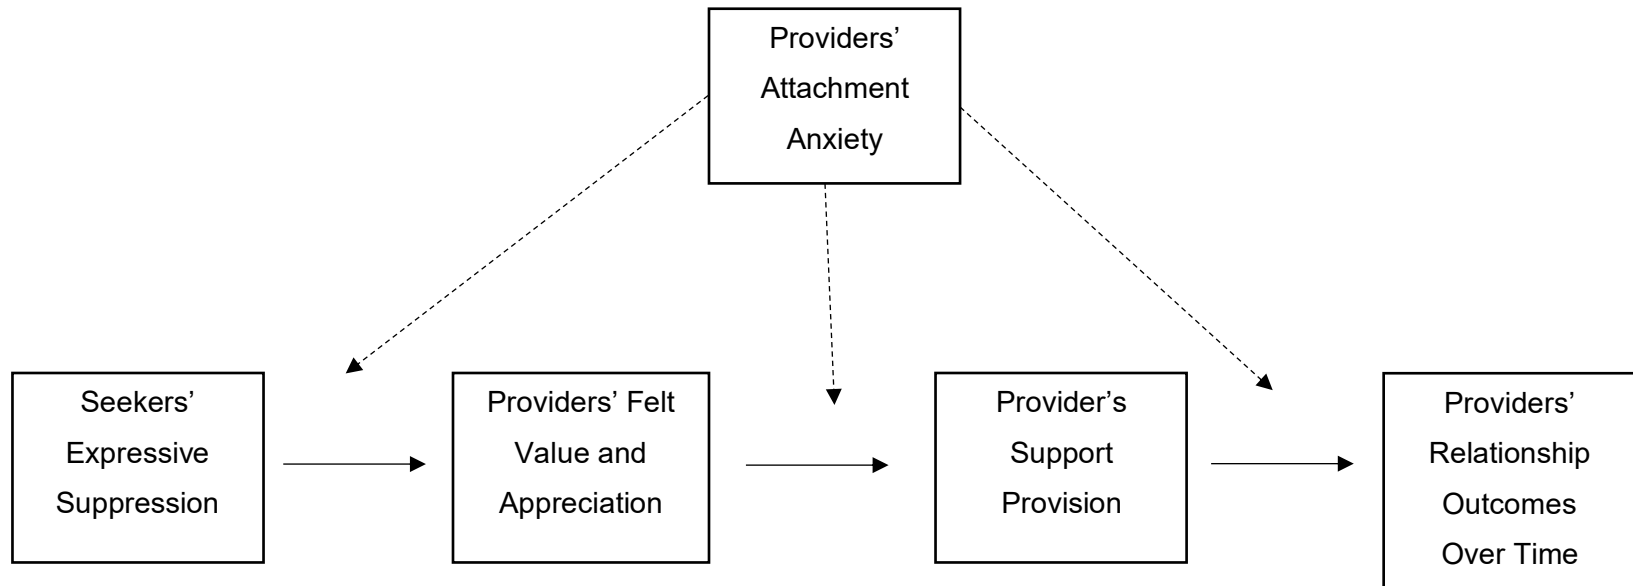 Providers’
Attachment
Anxiety
Seekers’
Expressive
Suppression
Providers’ Felt
Value and
Appreciation
Provider’s
Support
Provision
Providers’
Relationship
Outcomes
Over Time